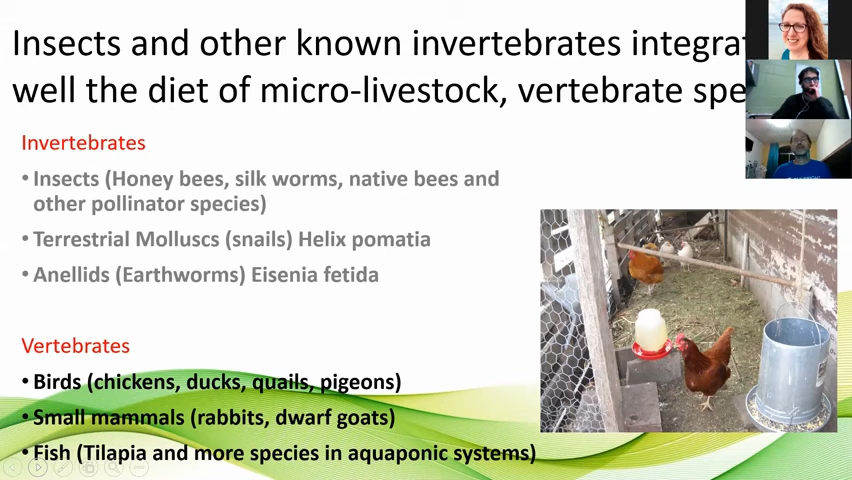 Insects and other known invertebrates integrat
well the diet of micro-livestock, vertebrate spe
Invertebrates
• Insects (Honey bees, silk worms, native bees and
other pollinator species)
• Terrestrial Molluscs (snails) Helix pomatia
• Anellids (Earthworms) Eisenia fetida
Vertebrates
• Birds (chickens, ducks, quails, pigeons)
• Small mammals (rabbits, dwarf goats)
• Fish (Tilapia and more species in aquaponic systems)